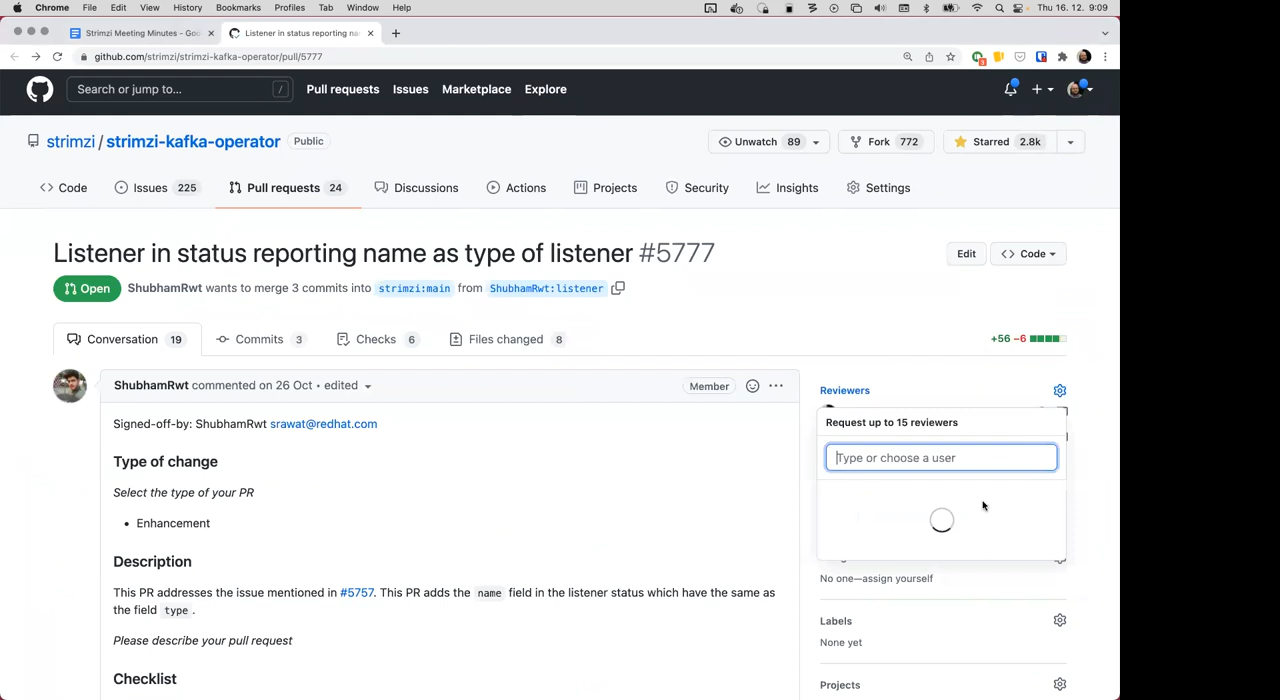 Chrome File Edit View History Bookmarks Profiles Tab Window Help Thu 16. 12. 9:09
Strimzi Meeting Minutes - Goo Listener in status reporting na
github.com/strimzi/strimzi-kafka-operator/pull/5777
3
Search or jump to... / Pull requests Issues Marketplace Explore
strimzi / strimzi-kafka-operator Public Unwatch 89 Fork 772 Starred 2.8k
Code Issues 225 Pull requests 24 Discussions Actions Projects Security Insights Settings
Listener in status reporting name as type of listener #5777 Edit Code
Open ShubhamRwt wants to merge 3 commits into strimzi:main from ShubhamRwt:listener
Conversation 19 Commits 3 Checks 6 Files changed 8 +56 −6
ShubhamRwt commented on 26 Oct • edited Member
Signed-off-by: ShubhamRwt srawat@redhat.com
Type of change
Select the type of your PR
• Enhancement
Description
This PR addresses the issue mentioned in #5757. This PR adds the name field in the listener status which have the same as
the field type.
Please describe your pull request
Checklist
Reviewers
Request up to 15 reviewers
Type or choose a user
No one—assign yourself
Labels
None yet
Projects